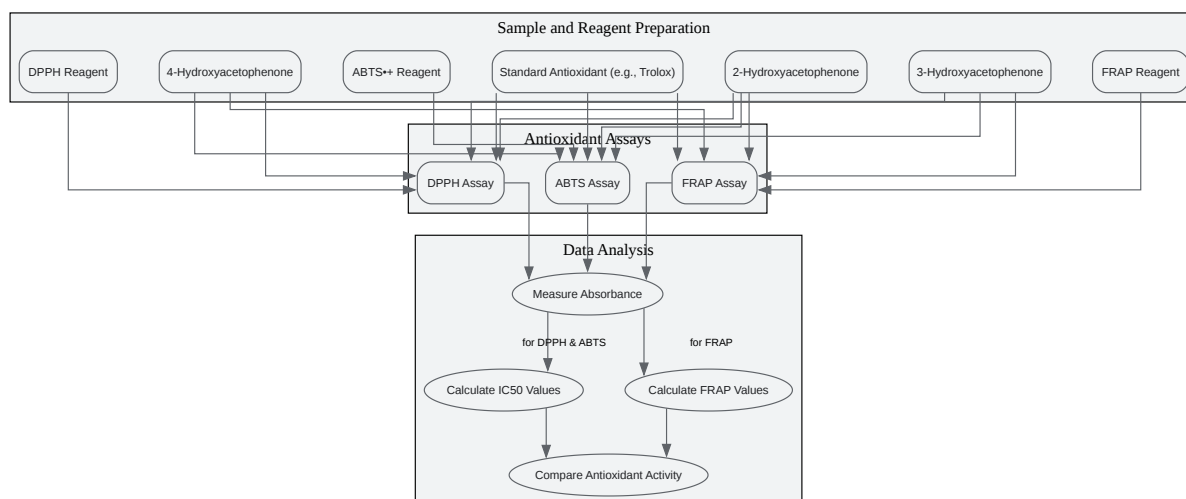 Sample and Reagent Preparation
DPPH Reagent
4-Hydroxyacetophenone
ABTS•+ Reagent
Standard Antioxidant (e.g., Trolox)
2-Hydroxyacetophenone
3-Hydroxyacetophenone
FRAP Reagent
Antioxidant Assays
DPPH Assay
ABTS Assay
FRAP Assay
Data Analysis
Measure Absorbance
for DPPH & ABTS
for FRAP
Calculate IC50 Values
Calculate FRAP Values
Compare Antioxidant Activity